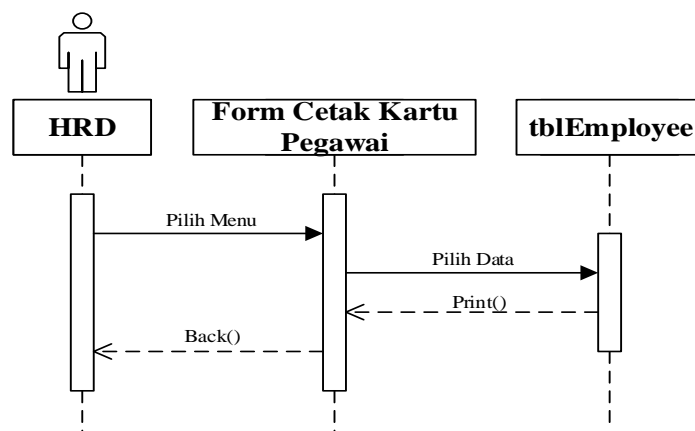 HRD
Form Cetak Kartu
Pegawai
tblEmployee
Pilih Menu
Pilih Data
Print()
Back()